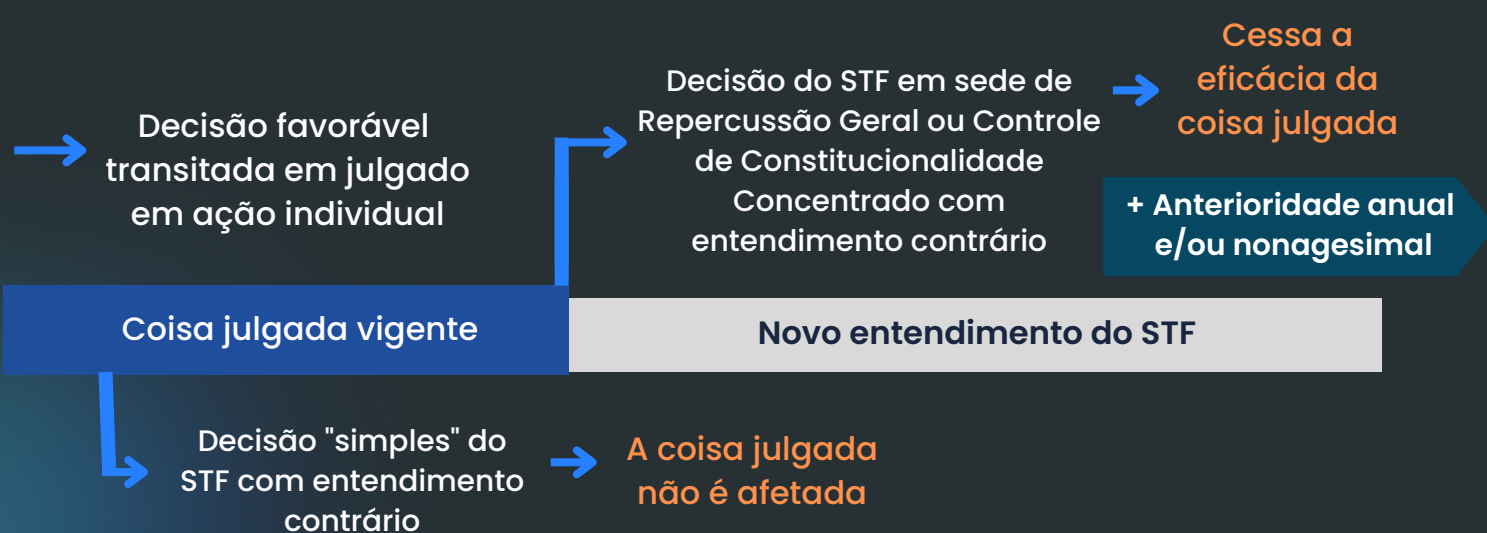 Decisão favorável
transitada em julgado
em ação individual
Decisão do STF em sede de
Repercussão Geral ou Controle
de Constitucionalidade
Concentrado com
entendimento contrário
Cessa a
eficácia da
coisa julgada
+ Anterioridade anual
e/ou nonagesimal
Coisa julgada vigente
Novo entendimento do STF
Decisão "simples" do
STF com entendimento
contrário
A coisa julgada
não é afetada